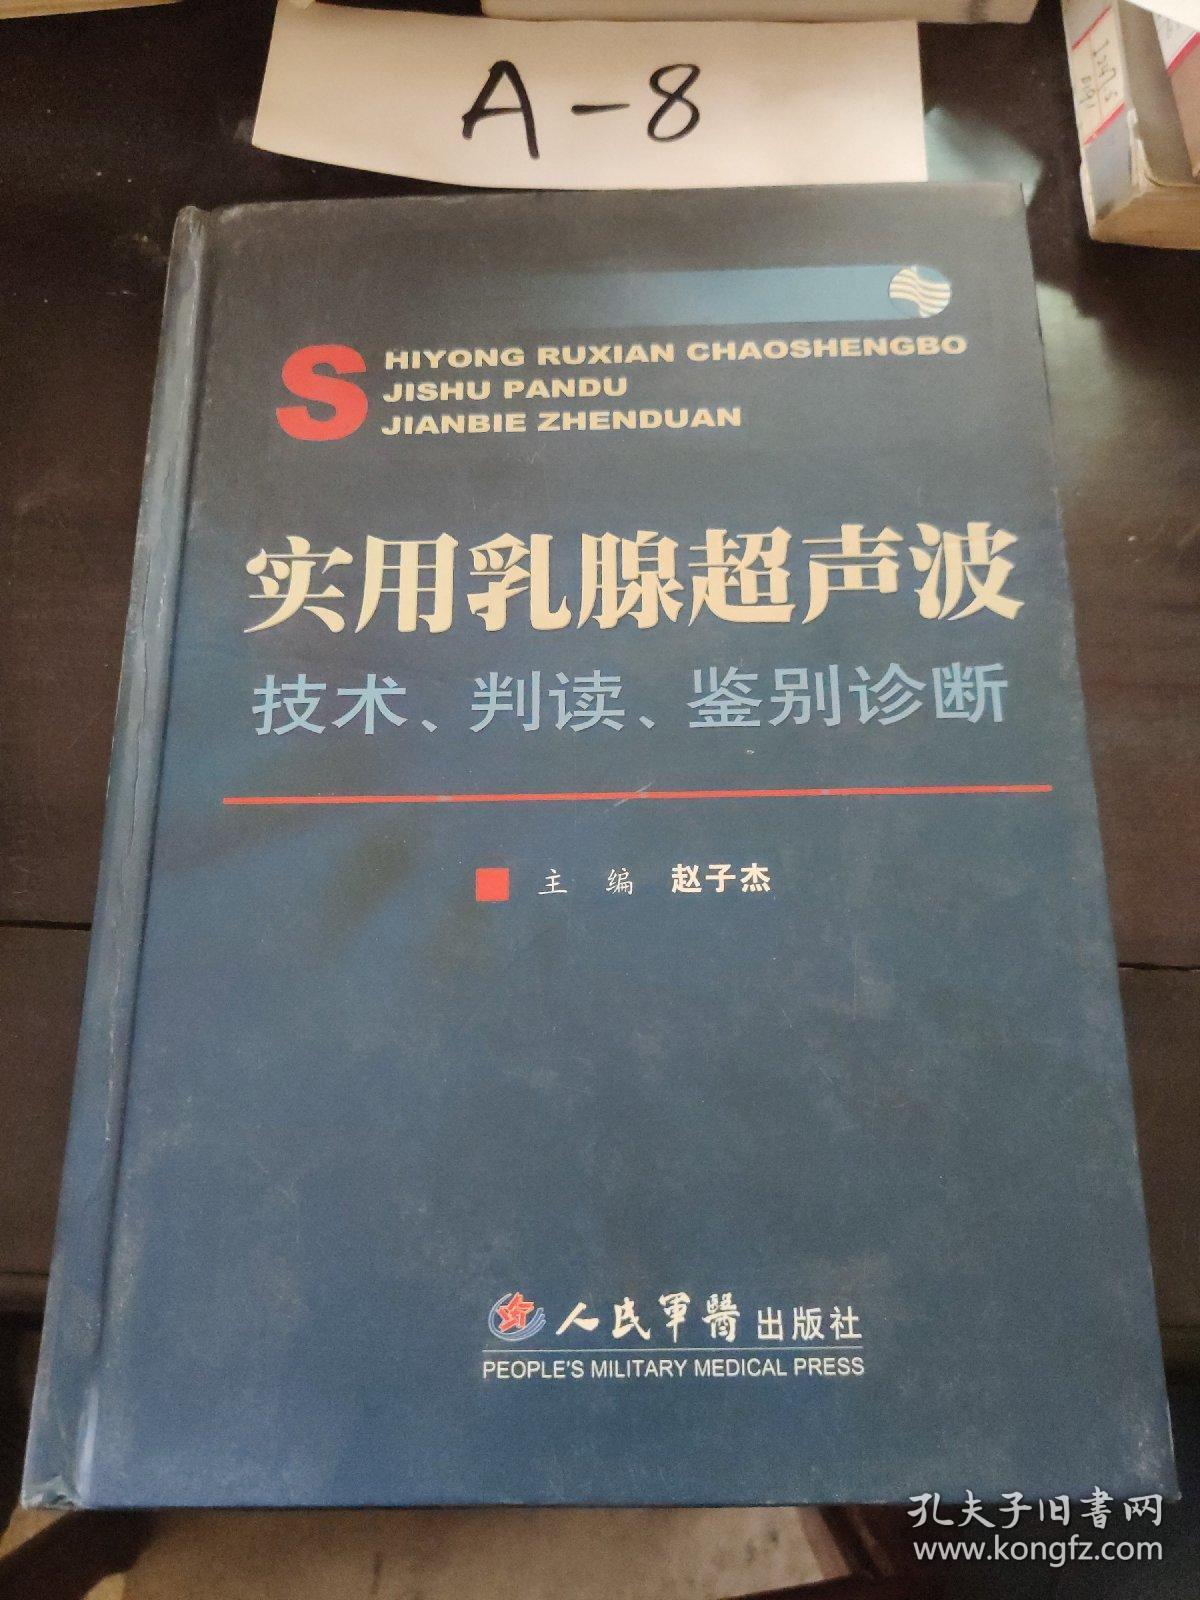 A-8
SHIYONG RUXIAN CHAOSHENGBO
JISHU PANDU
JIANBIE ZHENDUAN
实用乳腺超声波
技术、判读、鉴别诊断
主 编 赵子杰
人民军醫出版社
PEOPLE'S MILITARY MEDICAL PRESS
孔夫子旧书网
www.kongfz.com